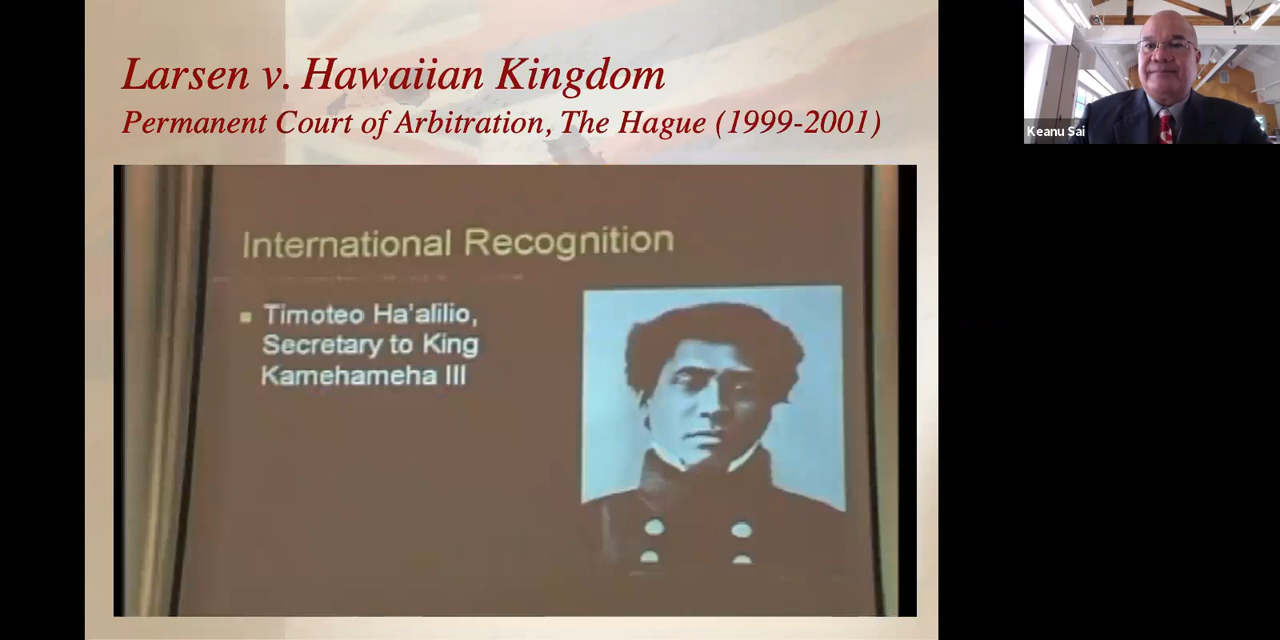 Larsen v. Hawaiian Kingdom
Permanent Court of Arbitration, The Hague (1999-2001)
International Recognition
Timoteo Ha'alilio,
Secretary to King
Kamehameha III
Keanu Sai